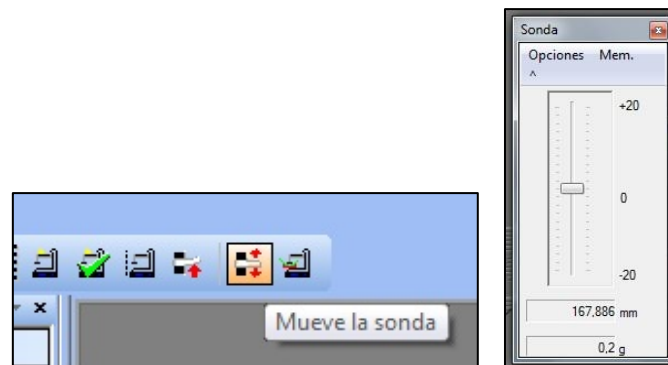 Mueve la sonda
Sonda
Opciones Mem.
^
+20
0
-20
167,886 mm
0,2 g